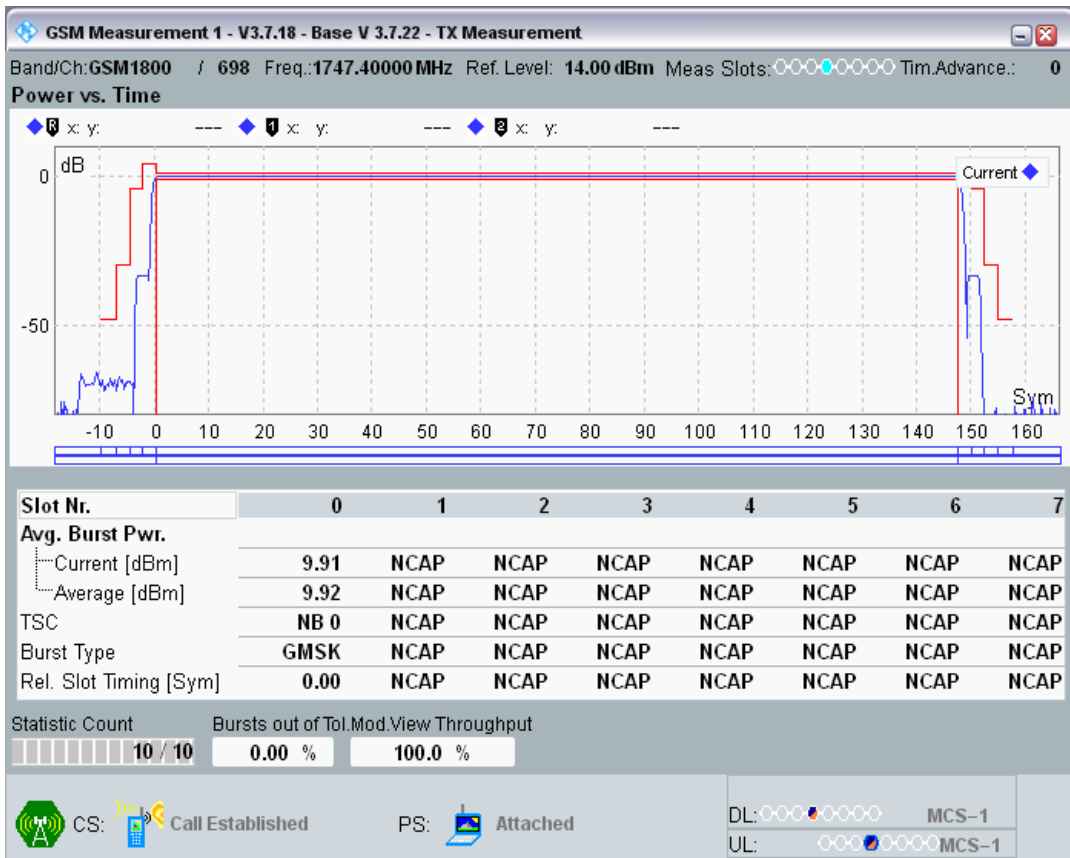 GSM Measurement 1 - V3.7.18 - Base V 3.7.22 - TX Measurement
Band/Ch:GSM1800 / 698 Freq.:1747.40000 MHz Ref. Level: 14.00 dBm Meas Slots: Tim.Advance.: 0
Power vs. Time
R x: y: --- 1 x: y: --- 2 x: y: ---
dB
Current
0
-50
Sym
-10 0 10 20 30 40 50 60 70 80 90 100 110 120 130 140 150 160
Slot Nr. 0 1 2 3 4 5 6 7
Avg. Burst Pwr.
Current [dBm] 9.91 NCAP NCAP NCAP NCAP NCAP NCAP NCAP
Average [dBm] 9.92 NCAP NCAP NCAP NCAP NCAP NCAP NCAP
TSC NB 0 NCAP NCAP NCAP NCAP NCAP NCAP NCAP
Burst Type GMSK NCAP NCAP NCAP NCAP NCAP NCAP NCAP
Rel. Slot Timing [Sym] 0.00 NCAP NCAP NCAP NCAP NCAP NCAP NCAP
Statistic Count Bursts out of Tol.Mod.View Throughput
10 / 10 0.00 % 100.0 %
CS: Call Established PS: Attached
DL: MCS-1
UL: MCS-1